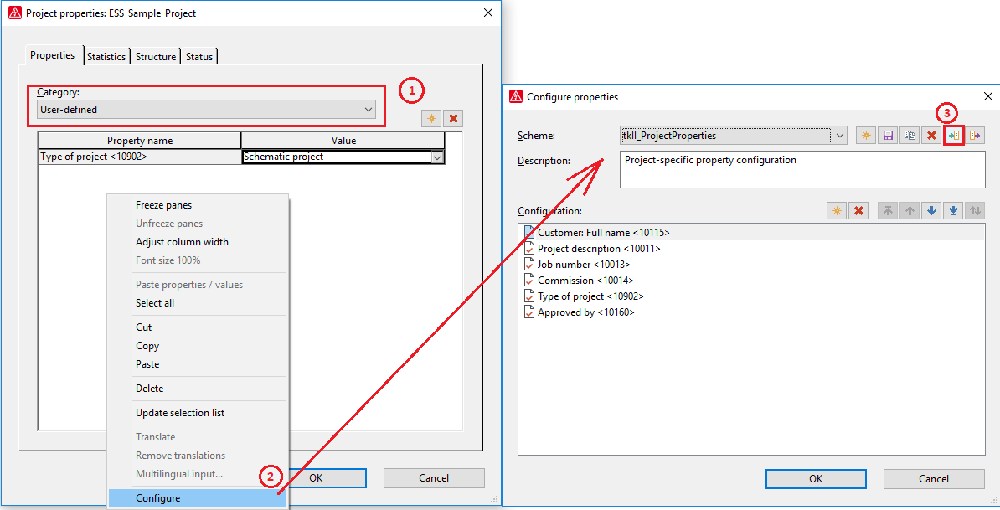 Project properties: ESS_Sample_Project
Properties
Statistics
Structure
Status
Category:
User-defined
1
Property name
Value
Type of project <10902>
Schematic project
Freeze panes
Unfreeze panes
Adjust column width
Font size 100%
Paste properties / values
Select all
Cut
Copy
Paste
Delete
Update selection list
Translate
Remove translations
Multilingual input...
Configure
2
OK
Cancel
Configure properties
3
Scheme:
tkll_ProjectProperties
Description:
Project-specific property configuration
Configuration:
Customer: Full name <10115>
Project description <10011>
Job number <10013>
Commission <10014>
Type of project <10902>
Approved by <10160>
OK
Cancel